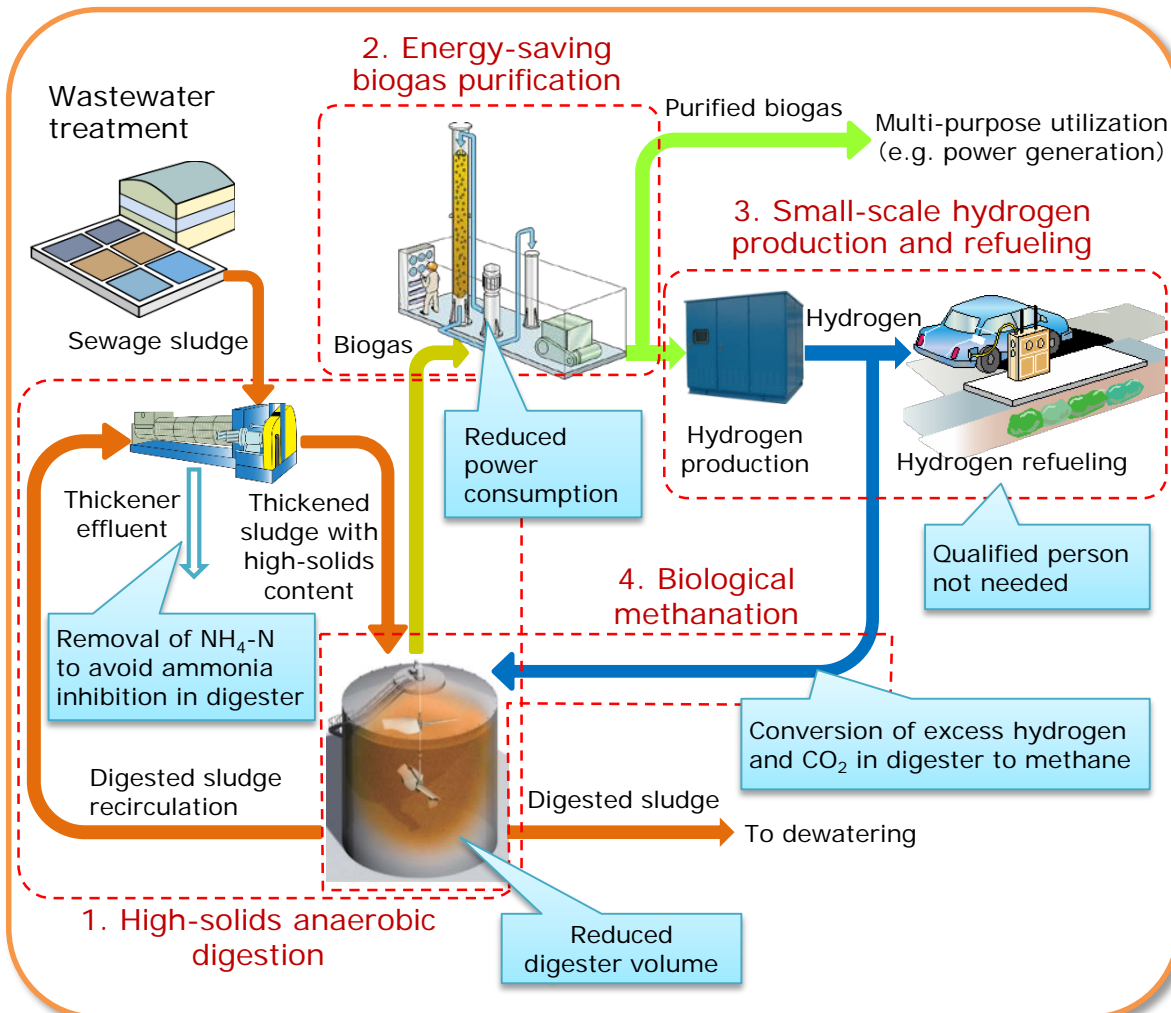 2. Energy-saving
biogas purification
Wastewater
treatment
Purified biogas
Multi-purpose utilization
(e.g. power generation)
3. Small-scale hydrogen
production and refueling
Sewage sludge
Biogas
Hydrogen
Reduced
power
consumption
Hydrogen
production
Hydrogen refueling
Thickener
effluent
Thickened
sludge with
high-solids
content
Qualified person
not needed
4. Biological
methanation
Removal of NH₄-N
to avoid ammonia
inhibition in digester
Conversion of excess hydrogen
and CO₂ in digester to methane
Digested sludge
recirculation
Digested sludge
To dewatering
1. High-solids anaerobic
digestion
Reduced
digester volume